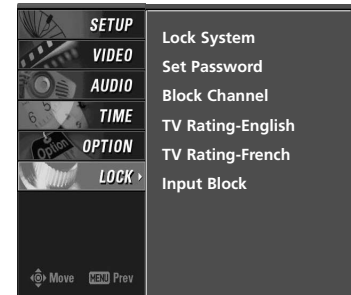 SETUP
VIDEO
AUDIO
TIME
OPTION
LOCK
Lock System
Set Password
Block Channel
TV Rating-English
TV Rating-French
Input Block
Move MENU Prev
Option